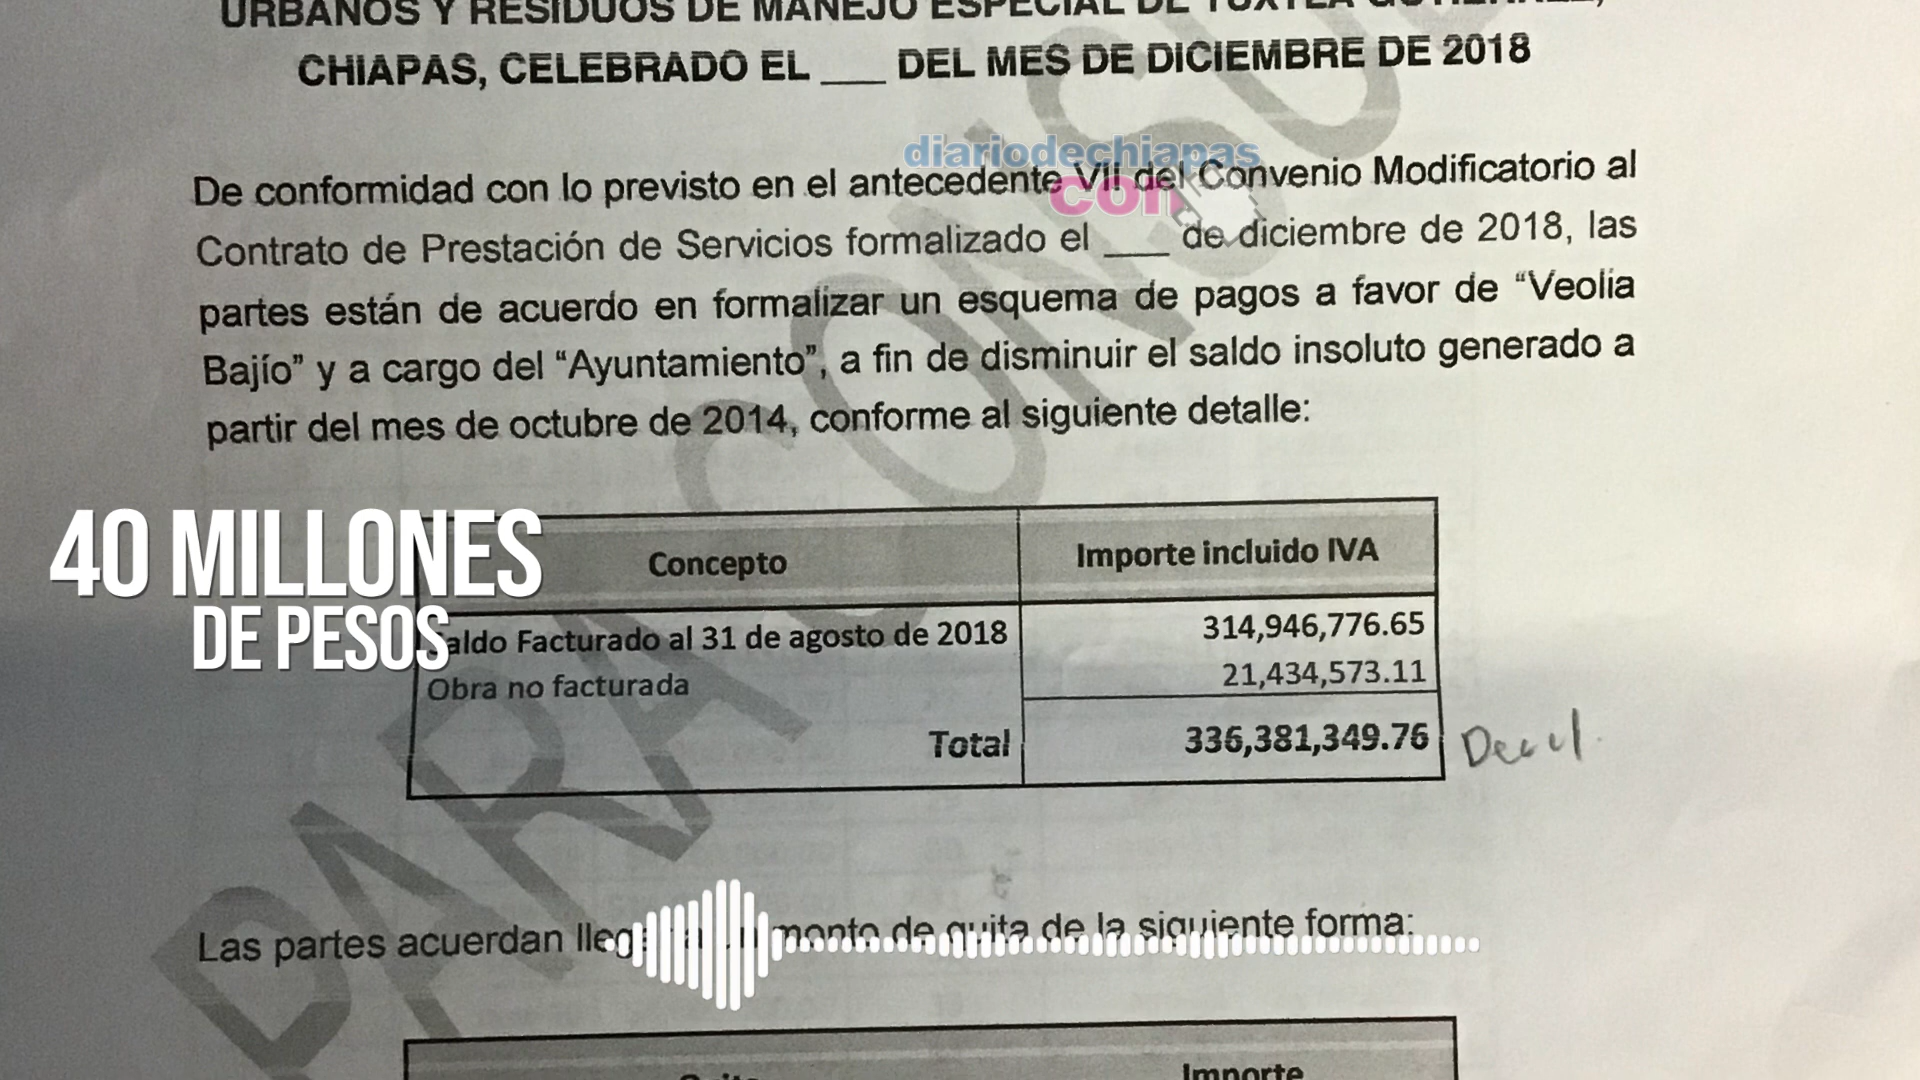 URBANOS Y RESIDUOS DE MANEJO ESPECIAL DE TUXTLA GUTIÉRREZ,
CHIAPAS, CELEBRADO EL ___ DEL MES DE DICIEMBRE DE 2018
diariodechiapas
con
De conformidad con lo previsto en el antecedente VII del Convenio Modificatorio al
Contrato de Prestación de Servicios formalizado el ___ de diciembre de 2018, las
partes están de acuerdo en formalizar un esquema de pagos a favor de “Veolia
Bajío” y a cargo del “Ayuntamiento”, a fin de disminuir el saldo insoluto generado a
partir del mes de octubre de 2014, conforme al siguiente detalle:
40 MILLONES
DE PESOS
Concepto Importe incluido IVA
Saldo Facturado al 31 de agosto de 2018 314,946,776.65
Obra no facturada 21,434,573.11
Total 336,381,349.76
Las partes acuerdan monto de quita de la siguiente forma:
Importe
PARA